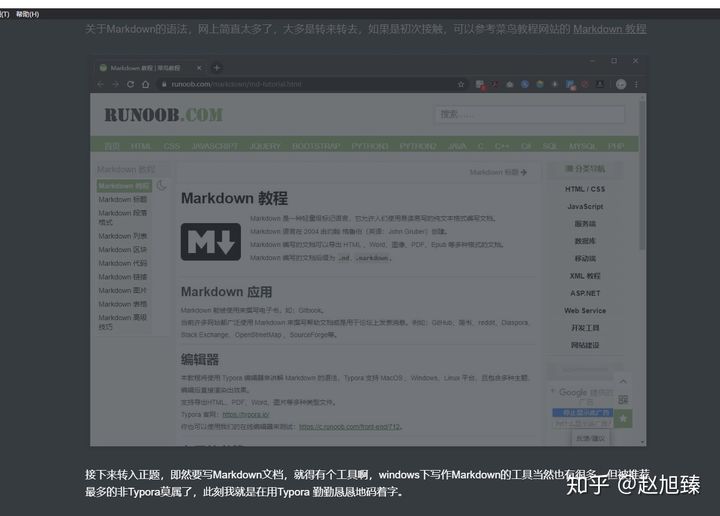 (T) 帮助(H)
关于Markdown的语法，网上简直太多了，大多是转来转去，如果是初次接触，可以参考菜鸟教程网站的 Markdown 教程
Markdown 教程 | 菜鸟教程
runoob.com/markdown/md-tutorial.html
RUNOOB.COM
搜索……
首页 HTML CSS JAVASCRIPT JQUERY BOOTSTRAP PYTHON3 PYTHON2 JAVA C C++ C# SQL MYSQL PHP
Markdown 教程
Markdown 教程
Markdown 标题
Markdown 段落
格式
Markdown 列表
Markdown 区块
Markdown 代码
Markdown 链接
Markdown 图片
Markdown 表格
Markdown 高级
技巧
Markdown 标题
Markdown 教程
M
Markdown 是一种轻量级标记语言，它允许人们使用易读易写的纯文本格式编写文档。
Markdown 语言在 2004 由约翰·格鲁伯（英语：John Gruber）创建。
Markdown 编写的文档可以导出 HTML 、Word、图像、PDF、Epub 等多种格式的文档。
Markdown 编写的文档后缀为 .md, .markdown。
Markdown 应用
Markdown 能被使用来撰写电子书，如：Gitbook。
当前许多网站都广泛使用 Markdown 来撰写帮助文档或是用于论坛上发表消息。例如：GitHub、简书、reddit、Diaspora、
Stack Exchange、OpenStreetMap 、SourceForge等。
编辑器
本教程将使用 Typora 编辑器来讲解 Markdown 的语法，Typora 支持 MacOS 、Windows、Linux 平台，且包含多种主题，
编辑后直接渲染出效果。
支持导出HTML、PDF、Word、图片等多种类型文件。
Typora 官网：https://typora.io/
你也可以使用我们的在线编辑器来测试：https://c.runoob.com/front-end/712。
分类导航
HTML / CSS
JavaScript
服务端
数据库
移动端
XML 教程
ASP.NET
Web Service
开发工具
网站建设
Google 提供的
广告
停止显示此广告
为什么显示此广告?
反馈/建议
接下来转入正题，即然要写Markdown文档，就得有个工具啊，windows下写作Markdown的工具当然也有很多，但被推荐
最多的非Typora莫属了，此刻我就是在用Typora 勤勤恳恳地码着字。
知乎 @赵旭臻